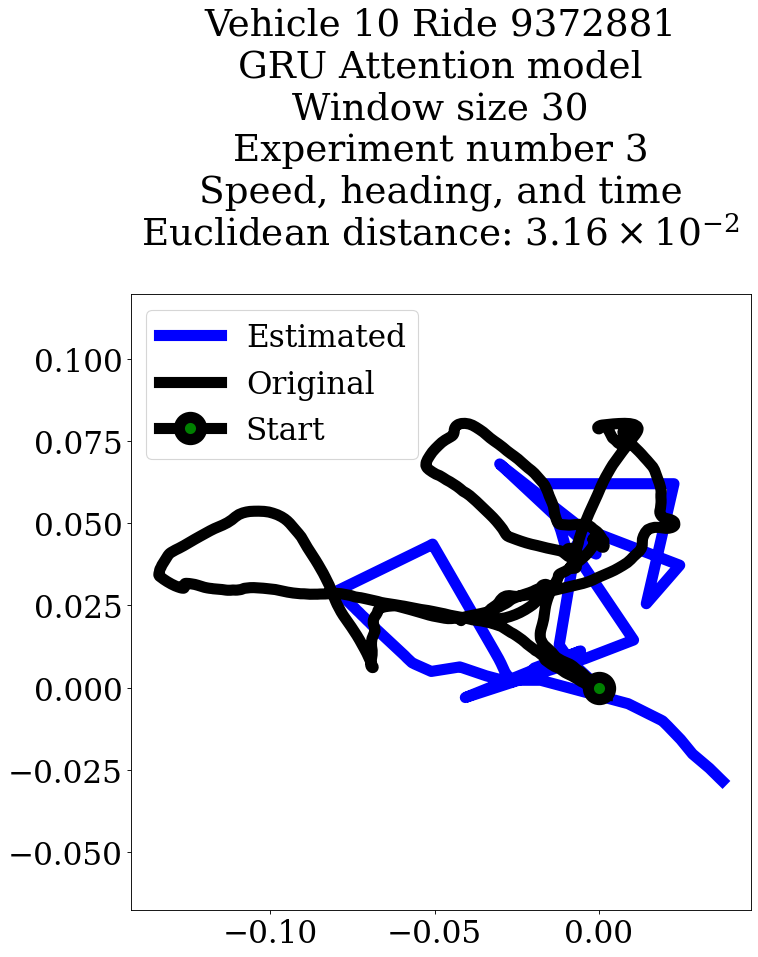 Vehicle 10 Ride 9372881
GRU Attention model
Window size 30
Experiment number 3
Speed, heading, and time
Euclidean distance: 3.16 × 10⁻²
Estimated
Original
Start
0.100
0.075
0.050
0.025
0.000
−0.025
−0.050
−0.10 −0.05 0.00